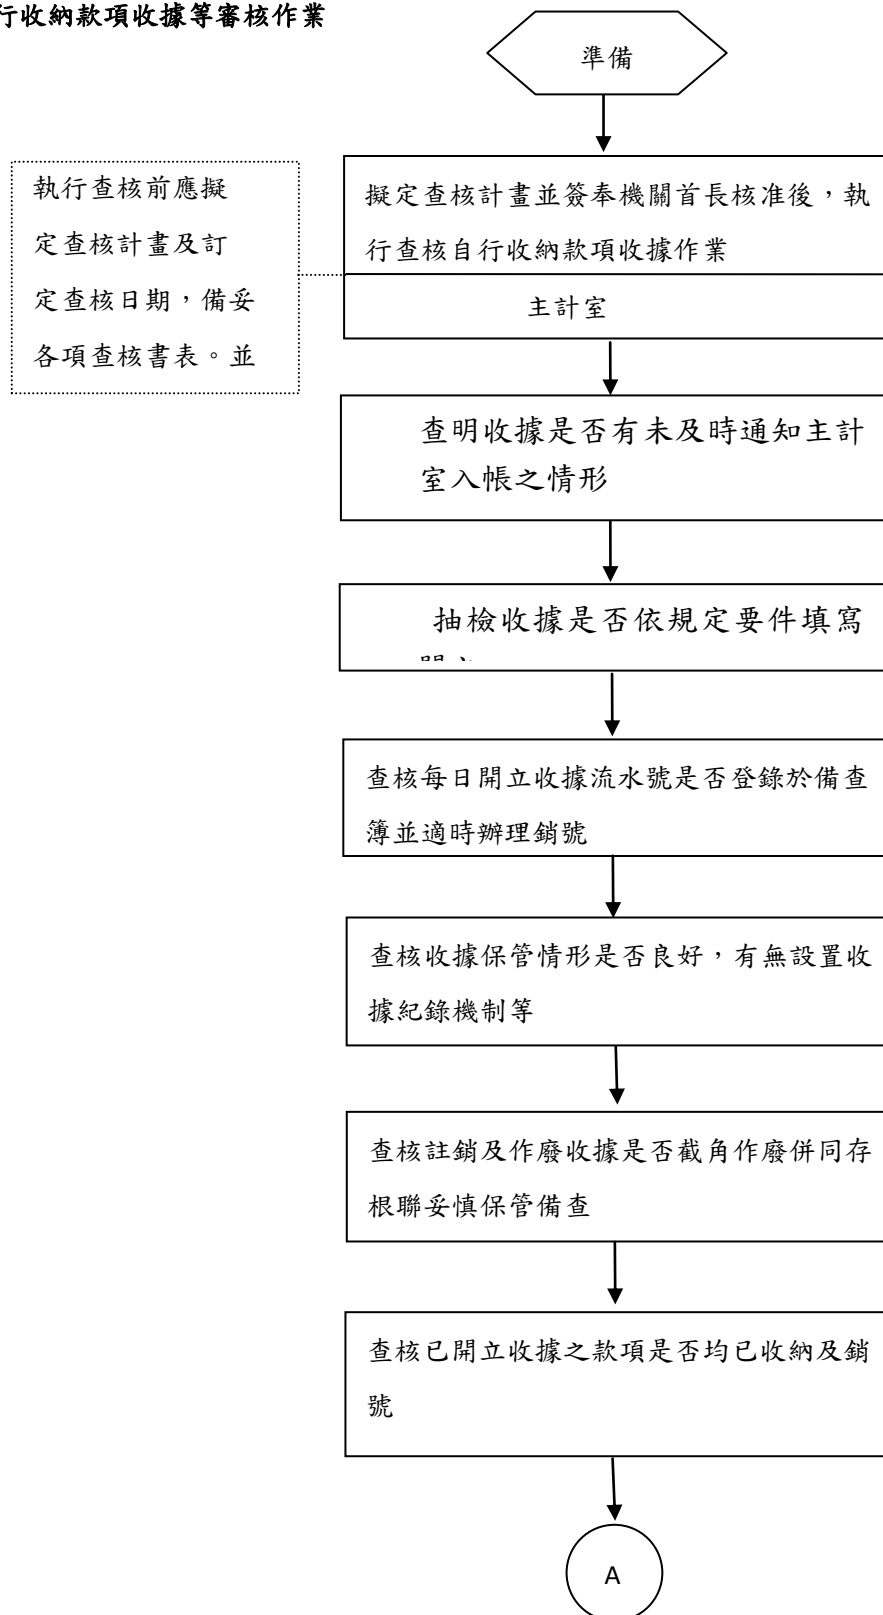 行收納款項收據等審核作業
準備
執行查核前應擬
定查核計畫及訂
定查核日期，備妥
各項查核書表。並
擬定查核計畫並簽奉機關首長核准後，執
行查核自行收納款項收據作業
主計室
查明收據是否有未及時通知主計
室入帳之情形
抽檢收據是否依規定要件填寫
查核每日開立收據流水號是否登錄於備查
簿並適時辦理銷號
查核收據保管情形是否良好，有無設置收
據紀錄機制等
查核註銷及作廢收據是否截角作廢併同存
根聯妥慎保管備查
查核已開立收據之款項是否均已收納及銷
號
A